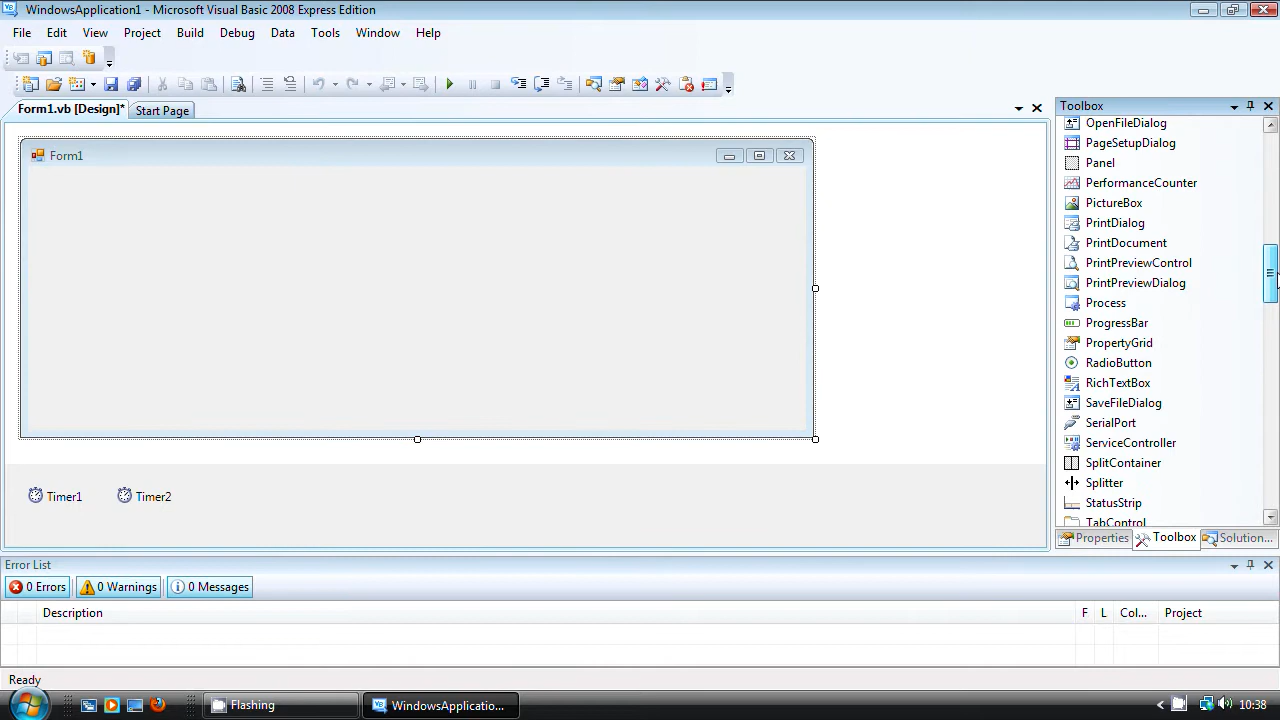 WindowsApplication1 - Microsoft Visual Basic 2008 Express Edition
File Edit View Project Build Debug Data Tools Window Help
Form1.vb [Design]* Start Page
Toolbox
OpenFileDialog
PageSetupDialog
Panel
PerformanceCounter
PictureBox
PrintDialog
PrintDocument
PrintPreviewControl
PrintPreviewDialog
Process
ProgressBar
PropertyGrid
RadioButton
RichTextBox
SaveFileDialog
SerialPort
ServiceController
SplitContainer
Splitter
StatusStrip
TabControl
Form1
Timer1 Timer2
Properties Toolbox Solution...
Error List
0 Errors 0 Warnings 0 Messages
Description F L Col... Project
Ready
Flashing WindowsApplicatio... 10:38